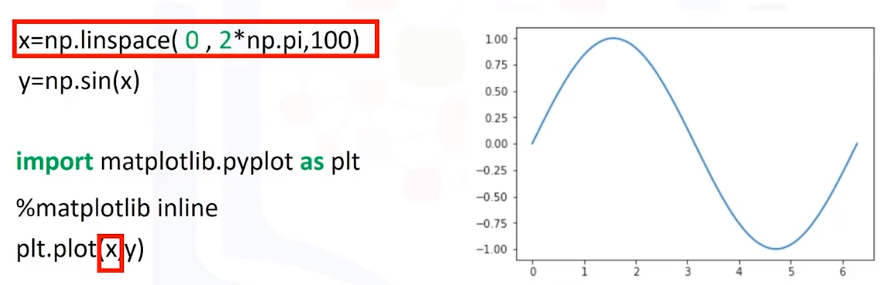 x=np.linspace( 0 , 2*np.pi,100)
y=np.sin(x)
import matplotlib.pyplot as plt
%matplotlib inline
plt.plot(x,y)
1.00
0.75
0.50
0.25
0.00
−0.25
−0.50
−0.75
−1.00
0 1 2 3 4 5 6